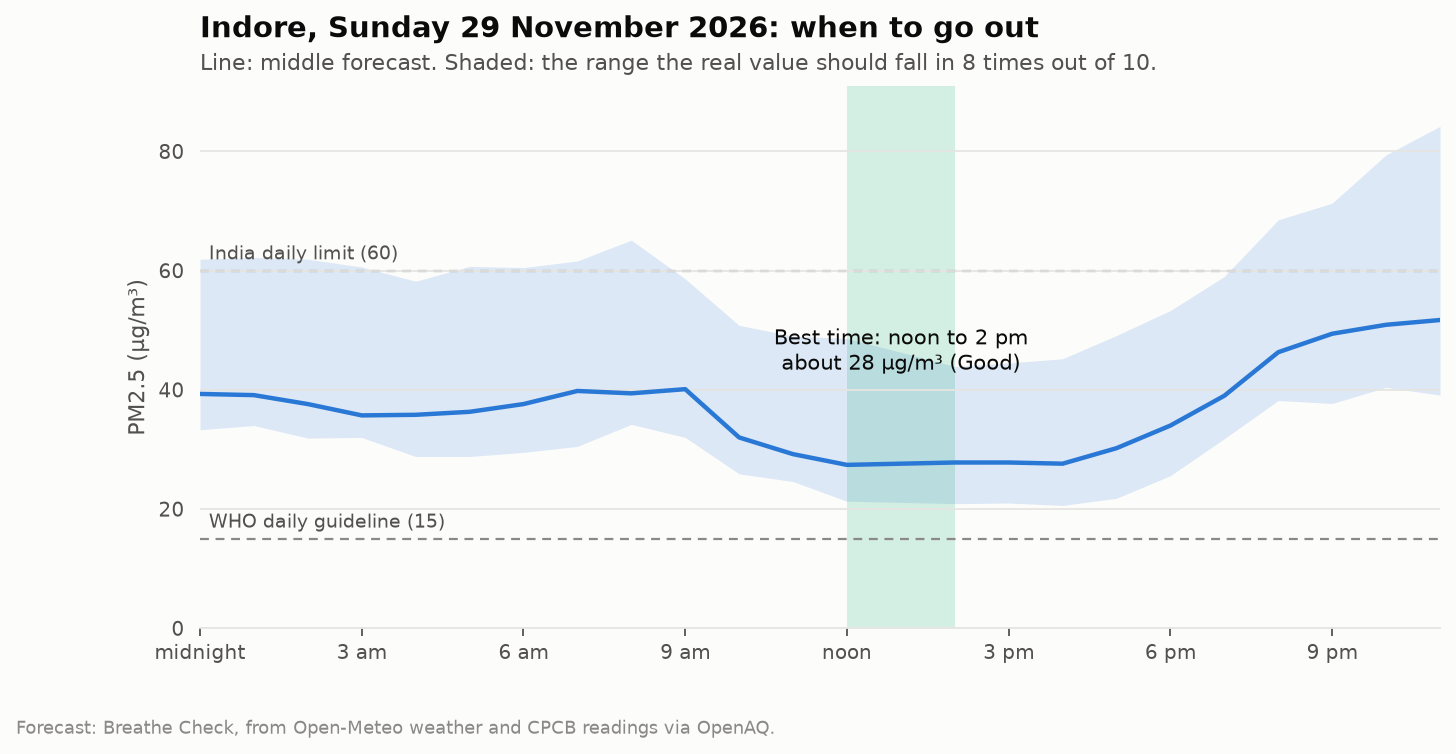 Indore, Sunday 29 November 2026: when to go out
Line: middle forecast. Shaded: the range the real value should fall in 8 times out of 10.
PM2.5 (µg/m³)
80
India daily limit (60)
60
Best time: noon to 2 pm
about 28 µg/m³ (Good)
40
20
WHO daily guideline (15)
0
midnight 3 am 6 am 9 am noon 3 pm 6 pm 9 pm
Forecast: Breathe Check, from Open-Meteo weather and CPCB readings via OpenAQ.